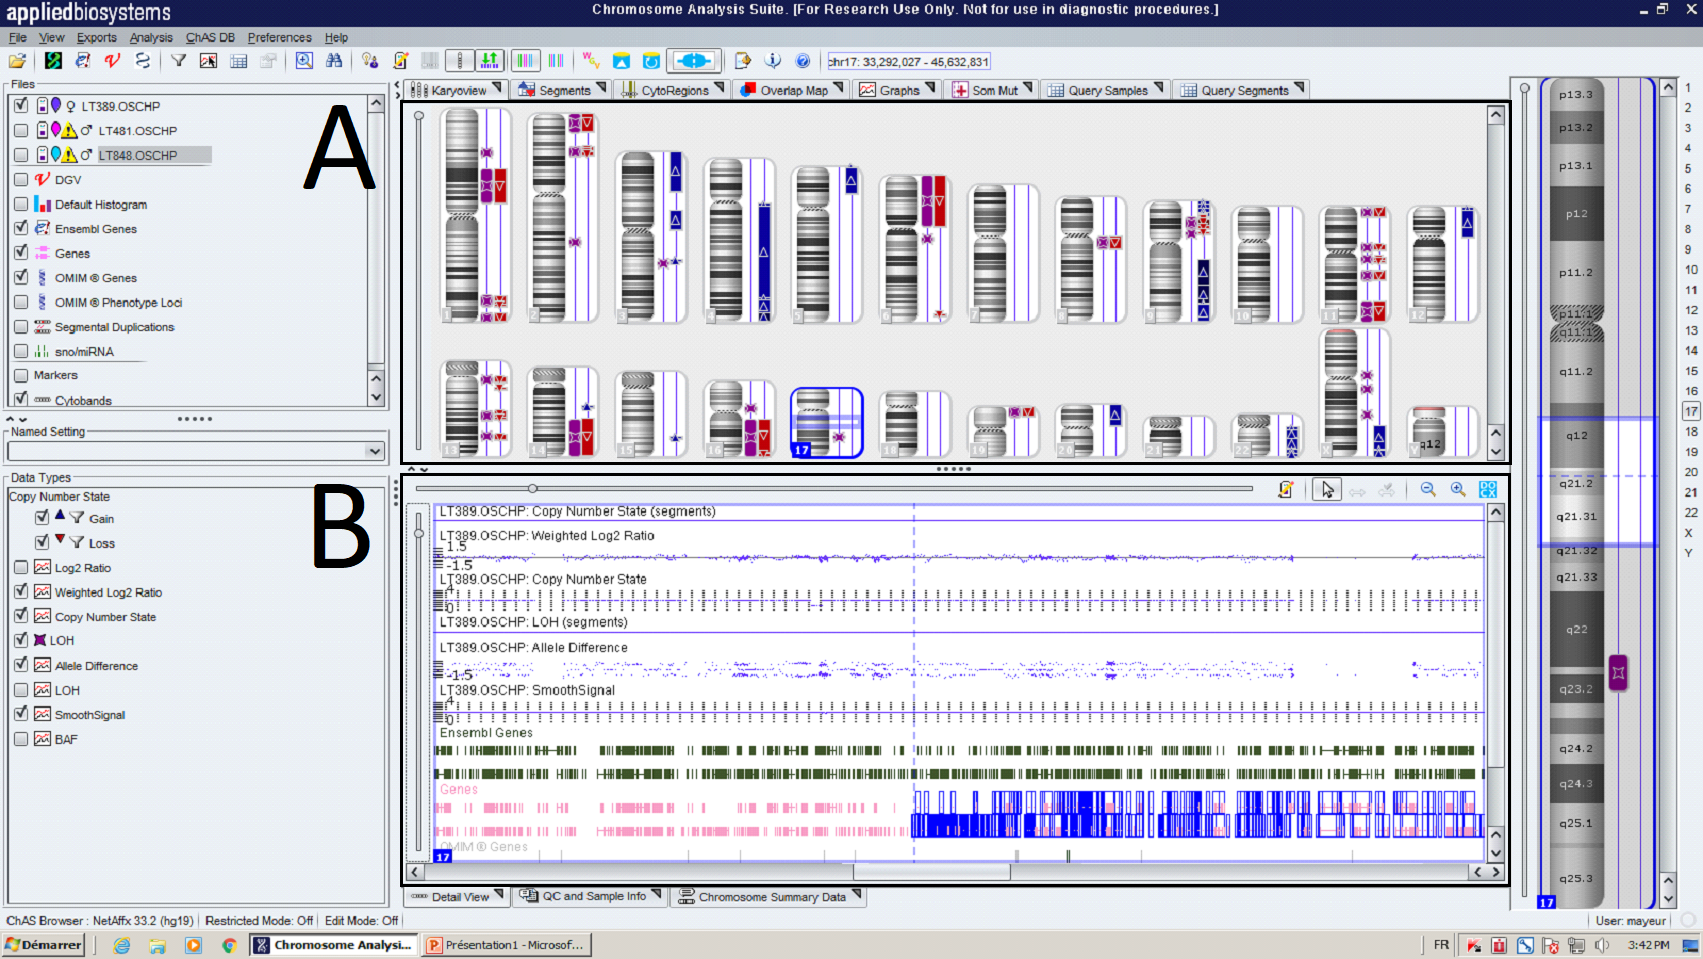 appliedbiosystems
Chromosome Analysis Suite. [For Research Use Only. Not for use in diagnostic procedures.]
File View Exports Analysis ChAS DB Preferences Help
chr17: 33,292,027 - 45,632,831
Files
LT389.OSCHP
LT481.OSCHP
LT848.OSCHP
DGV
Default Histogram
Ensembl Genes
Genes
OMIM ® Genes
OMIM ® Phenotype Loci
Segmental Duplications
sno/miRNA
Markers
Cytobands
Named Setting
Data Types
Copy Number State
Gain
Loss
Log2 Ratio
Weighted Log2 Ratio
Copy Number State
LOH
Allele Difference
LOH
SmoothSignal
BAF
A
B
Karyoview Segments CytoRegions Overlap Map Graphs Som Mut Query Samples Query Segments
1 2 3 4 5 6 7 8 9 10 11 12
13 14 15 16 17 18 19 20 21 22 X Y
q12
LT389.OSCHP: Copy Number State (segments)
LT389.OSCHP: Weighted Log2 Ratio
1.5
-1.5
LT389.OSCHP: Copy Number State
4
0
LT389.OSCHP: LOH (segments)
LT389.OSCHP: Allele Difference
-1.5
LT389.OSCHP: SmoothSignal
4
0
Ensembl Genes
Genes
OMIM ® Genes
17
Detail View QC and Sample Info Chromosome Summary Data
p13.3
p13.2
p13.1
p12
p11.2
p11.1
q11.1
q11.2
q12
q21.2
q21.31
q21.32
q21.33
q22
q23.2
q24.2
q24.3
q25.1
q25.3
17
1
2
3
4
5
6
7
8
9
10
11
12
13
14
15
16
17
18
19
20
21
22
X
Y
ChAS Browser : NetAffx 33.2 (hg19) Restricted Mode: Off Edit Mode: Off
User: mayeur
Démarrer
Chromosome Analysi...
Présentation1 - Microsof...
FR
3:42 PM